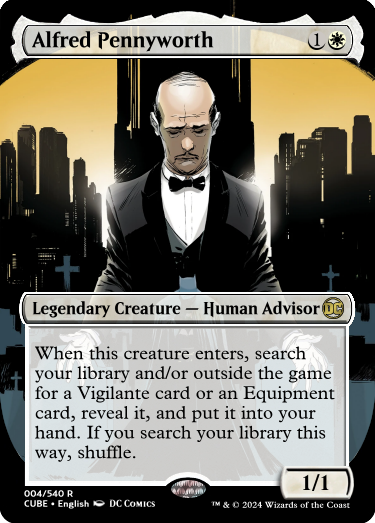 Alfred Pennyworth 1
Legendary Creature — Human Advisor DC
When this creature enters, search
your library and/or outside the game
for a Vigilante card or an Equipment
card, reveal it, and put it into your
hand. If you search your library this
way, shuffle.
1/1
004/540 R
CUBE • English DC COMICS
™ & © 2024 Wizards of the Coast